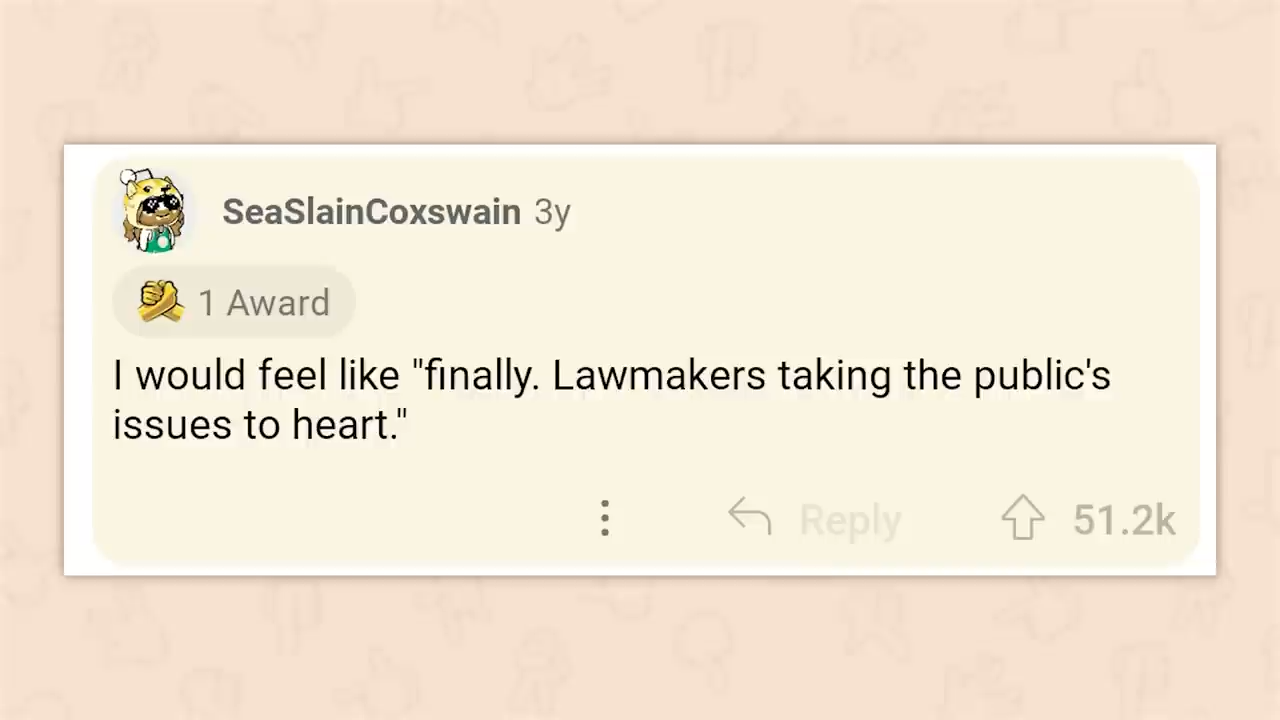 SeaSlainCoxswain 3y
1 Award
I would feel like "finally. Lawmakers taking the public's
issues to heart."
Reply 51.2k